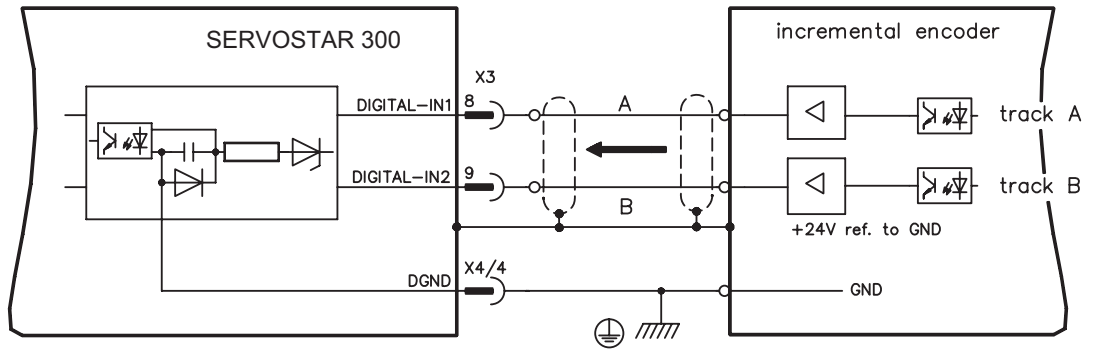 SERVOSTAR 300
incremental encoder
X3
DIGITAL-IN1
8
A
track A
DIGITAL-IN2
9
B
track B
+24V ref. to GND
DGND
X4/4
GND